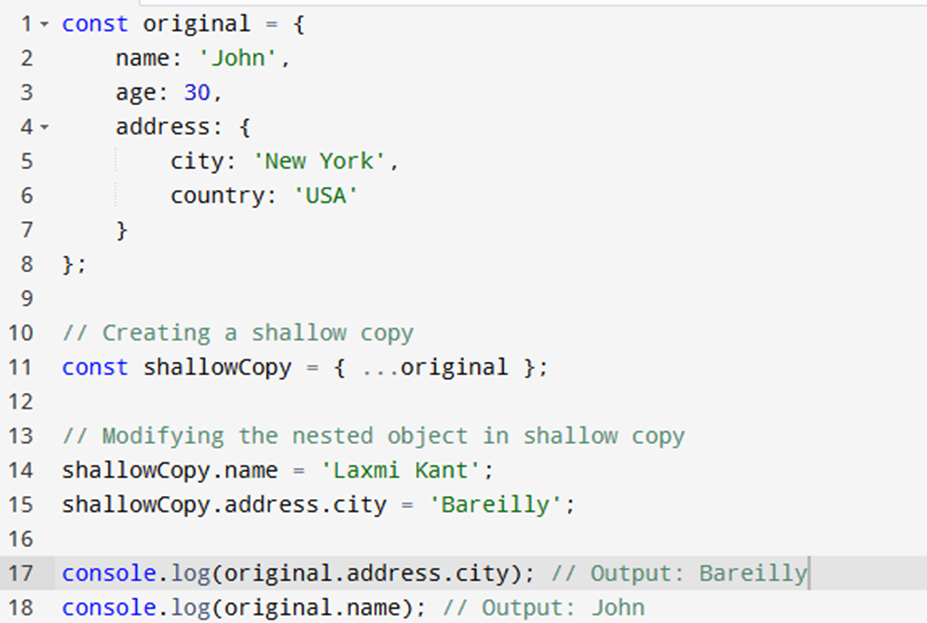 1 const original = {
2 name: 'John',
3 age: 30,
4 address: {
5 city: 'New York',
6 country: 'USA'
7 }
8 };
9
10 // Creating a shallow copy
11 const shallowCopy = { ...original };
12
13 // Modifying the nested object in shallow copy
14 shallowCopy.name = 'Laxmi Kant';
15 shallowCopy.address.city = 'Bareilly';
16
17 console.log(original.address.city); // Output: Bareilly
18 console.log(original.name); // Output: John